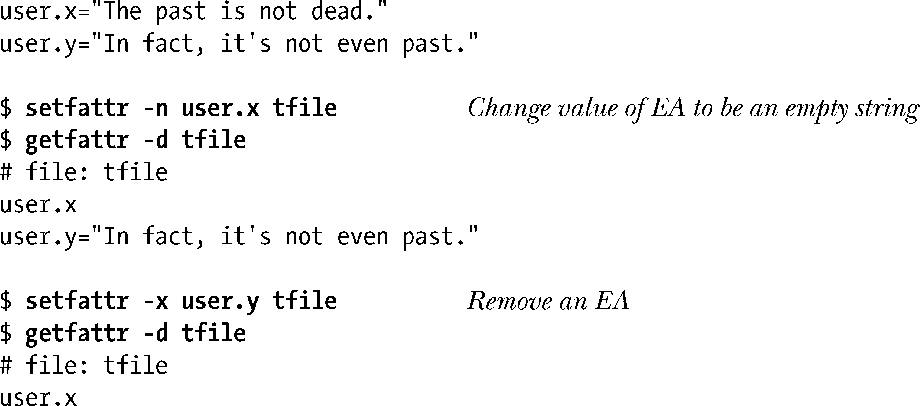 user.x="The past is not dead."
user.y="In fact, it's not even past."
$ setfattr -n user.x tfile Change value of EA to be an empty string
$ getfattr -d tfile
# file: tfile
user.x
user.y="In fact, it's not even past."
$ setfattr -x user.y tfile Remove an EA
$ getfattr -d tfile
# file: tfile
user.x